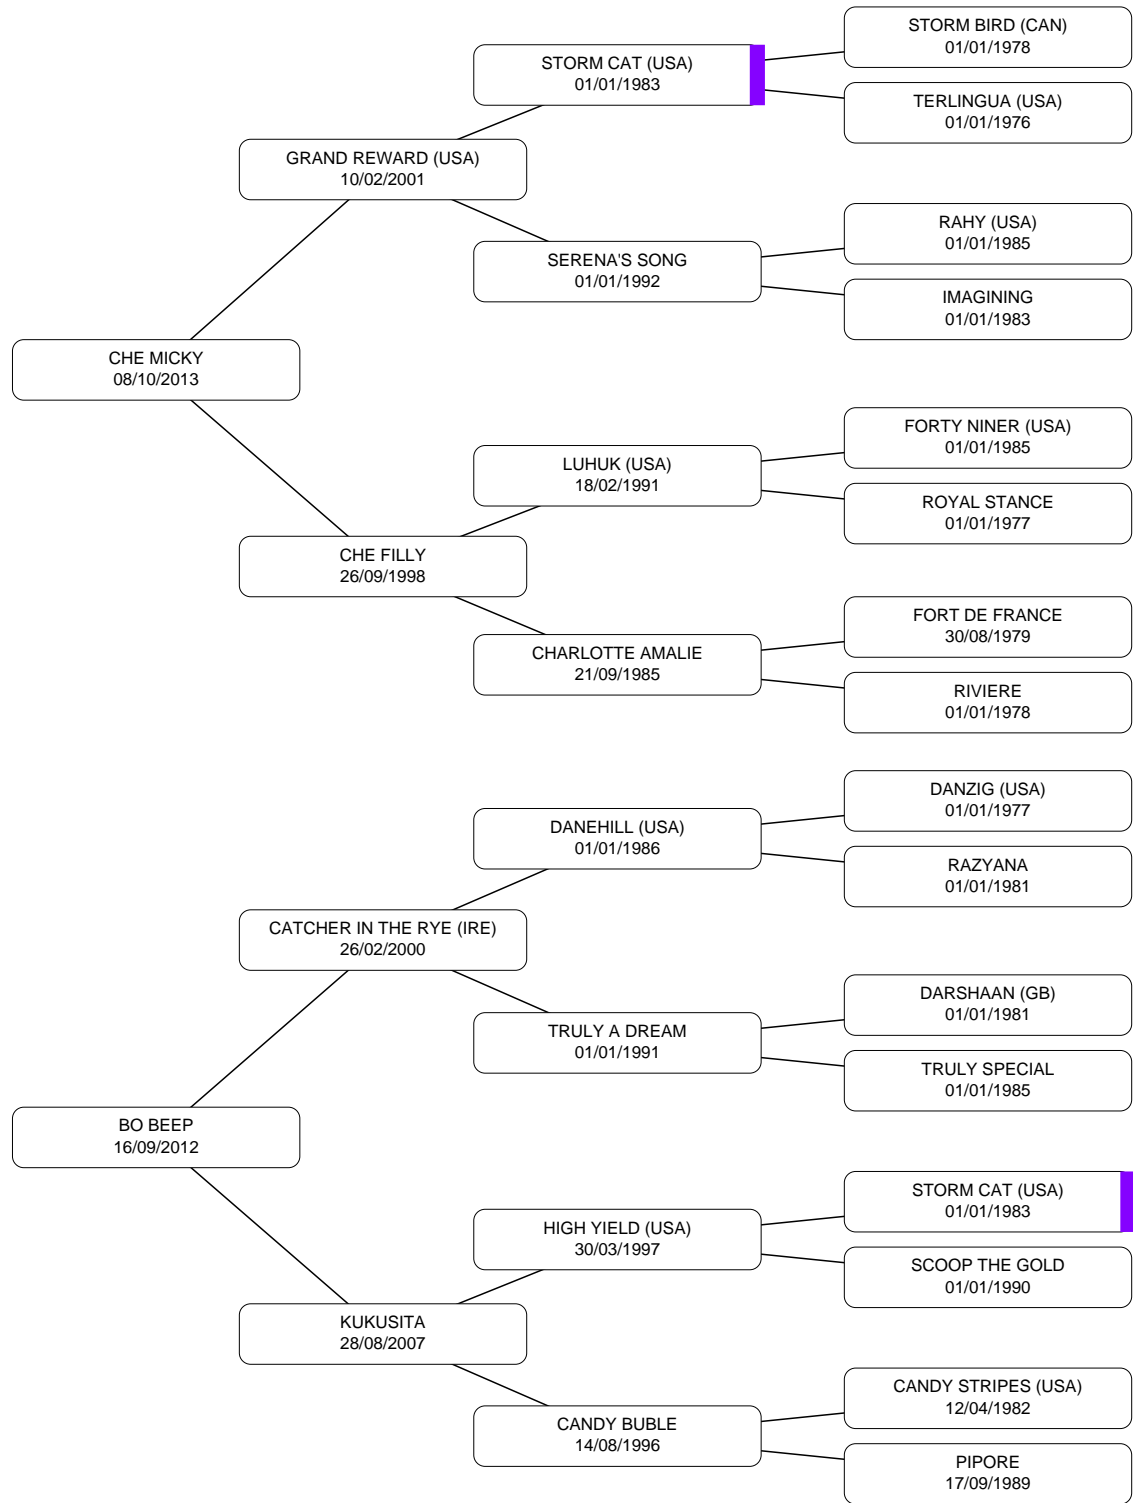 STORM BIRD (CAN)
01/01/1978
STORM CAT (USA)
01/01/1983
TERLINGUA (USA)
01/01/1976
GRAND REWARD (USA)
10/02/2001
RAHY (USA)
01/01/1985
SERENA'S SONG
01/01/1992
IMAGINING
01/01/1983
CHE MICKY
08/10/2013
FORTY NINER (USA)
01/01/1985
LUHUK (USA)
18/02/1991
ROYAL STANCE
01/01/1977
CHE FILLY
26/09/1998
FORT DE FRANCE
30/08/1979
CHARLOTTE AMALIE
21/09/1985
RIVIERE
01/01/1978
DANZIG (USA)
01/01/1977
DANEHILL (USA)
01/01/1986
RAZYANA
01/01/1981
CATCHER IN THE RYE (IRE)
26/02/2000
DARSHAAN (GB)
01/01/1981
TRULY A DREAM
01/01/1991
TRULY SPECIAL
01/01/1985
BO BEEP
16/09/2012
STORM CAT (USA)
01/01/1983
HIGH YIELD (USA)
30/03/1997
SCOOP THE GOLD
01/01/1990
KUKUSITA
28/08/2007
CANDY STRIPES (USA)
12/04/1982
CANDY BUBLE
14/08/1996
PIPORE
17/09/1989